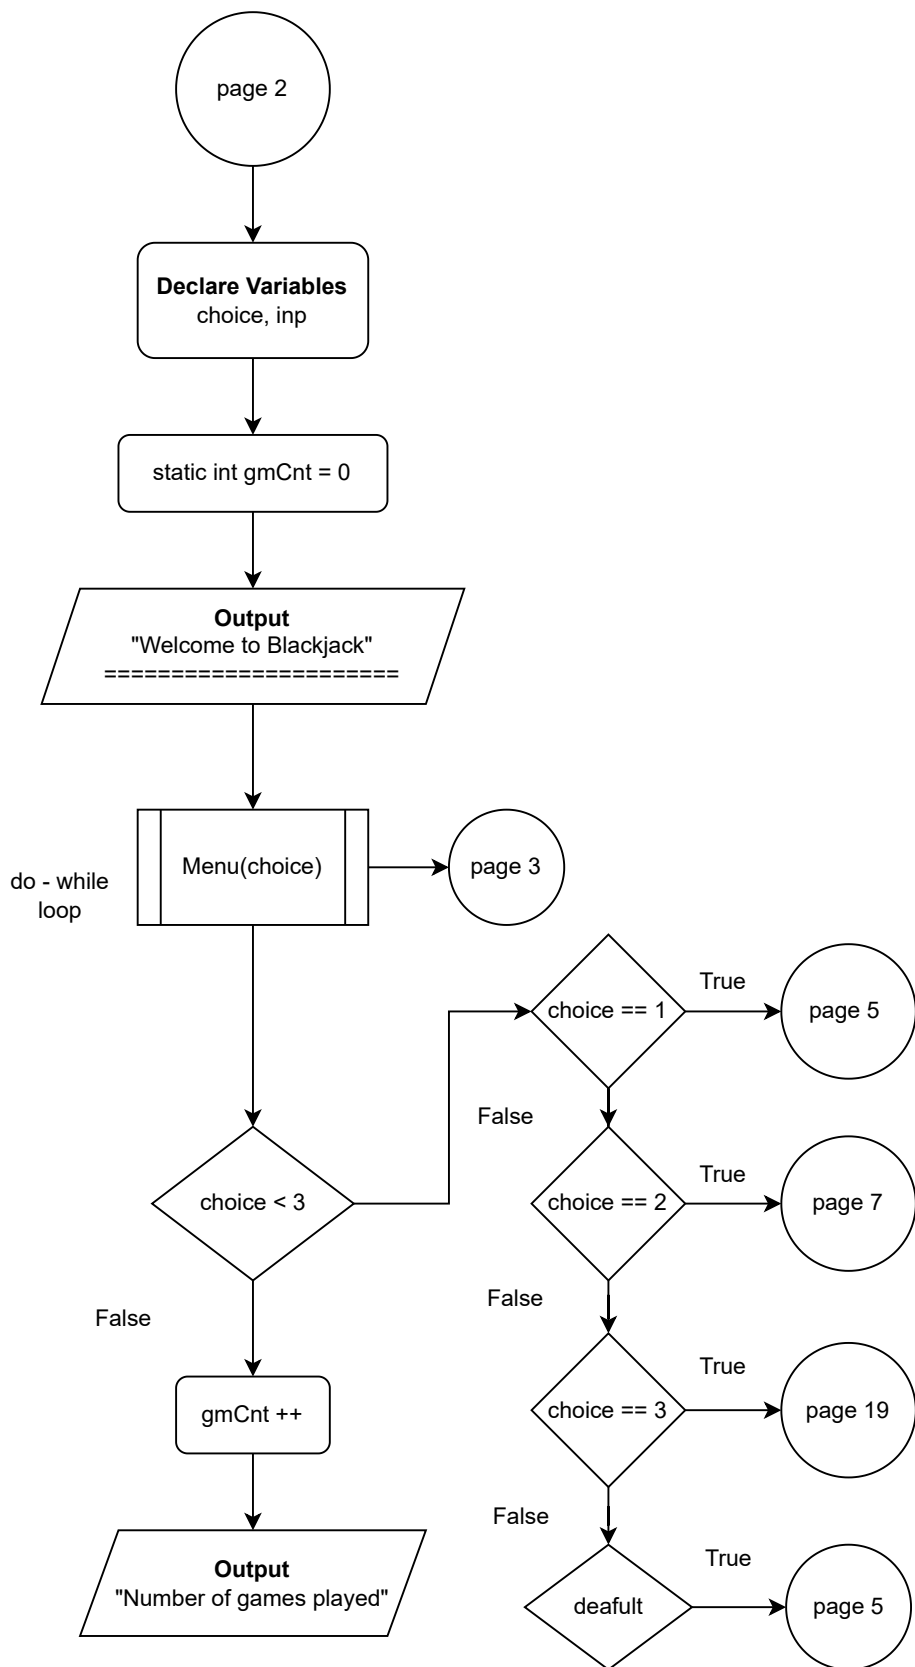 page 2
Declare Variables
choice, inp
static int gmCnt = 0
Output
"Welcome to Blackjack"
======================
do - while
loop
Menu(choice)
page 3
choice < 3
False
gmCnt ++
Output
"Number of games played"
choice == 1
True
page 5
False
choice == 2
True
page 7
False
choice == 3
True
page 19
False
deafult
True
page 5